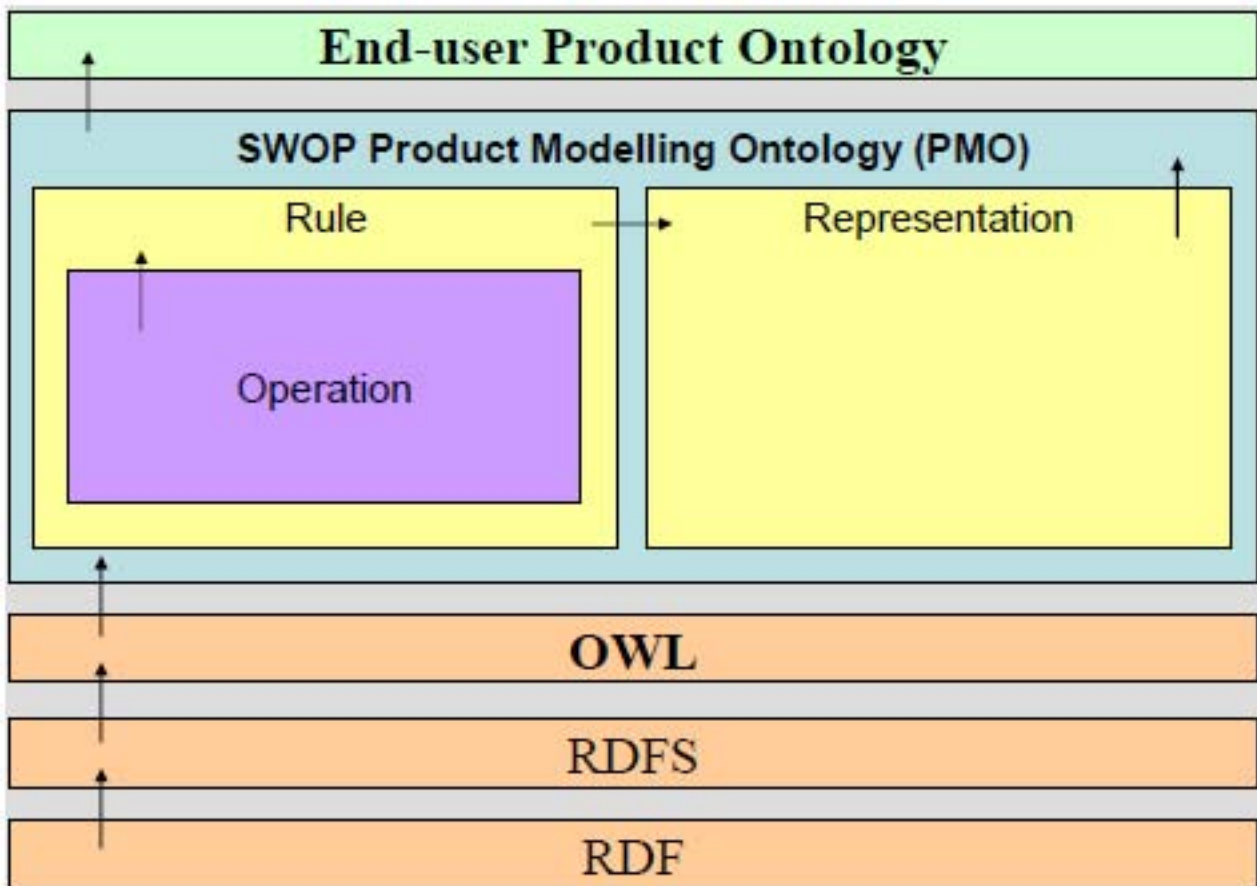 End-user Product Ontology
SWOP Product Modelling Ontology (PMO)
Rule
Representation
Operation
OWL
RDFS
RDF